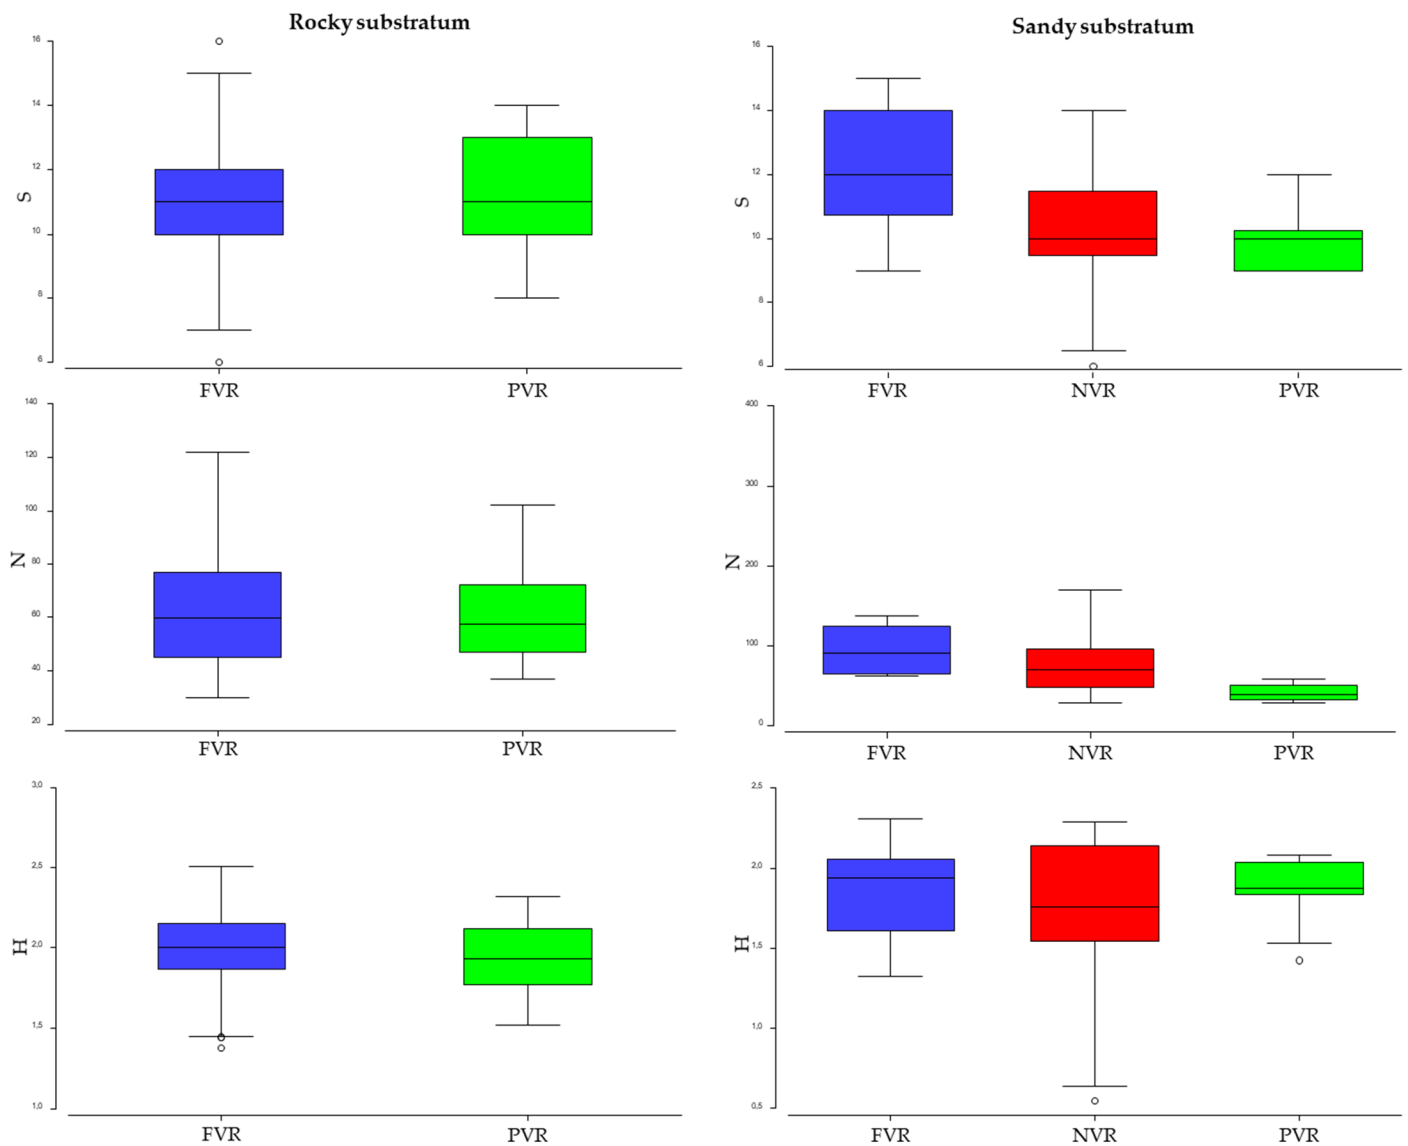 Rocky substratum
Sandy substratum
16
14
12
10
8
6
S
FVR PVR
16
14
12
10
8
6
S
FVR NVR PVR
140
120
100
80
60
40
20
N
FVR PVR
400
300
200
100
0
N
FVR NVR PVR
3,0
2,5
2,0
1,5
1,0
H
FVR PVR
2,5
2,0
1,5
1,0
0,5
H
FVR NVR PVR